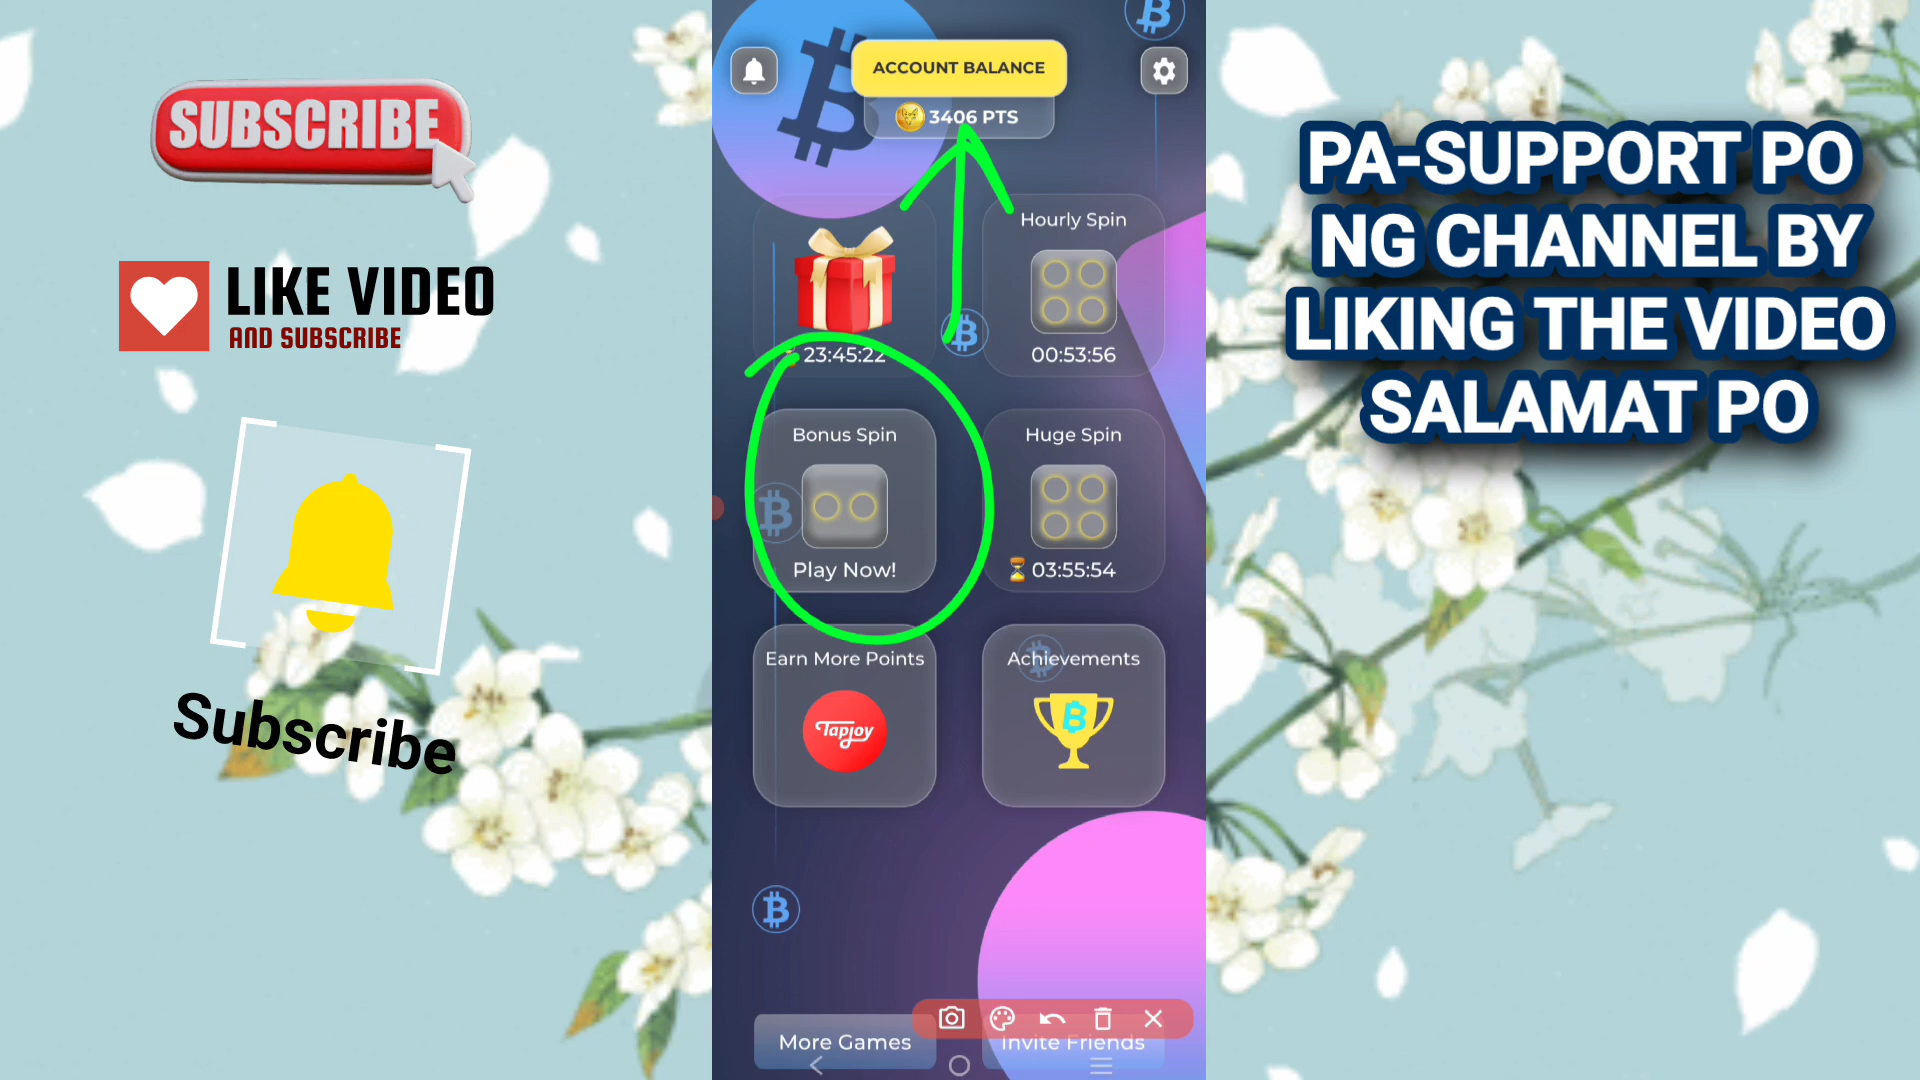 SUBSCRIBE
LIKE VIDEO
AND SUBSCRIBE
Subscribe
ACCOUNT BALANCE
3406 PTS
23:45:22
Hourly Spin
00:53:56
Bonus Spin
Play Now!
Huge Spin
03:55:54
Earn More Points
Tapjoy
Achievements
More Games
Invite Friends
PA-SUPPORT PO
NG CHANNEL BY
LIKING THE VIDEO
SALAMAT PO